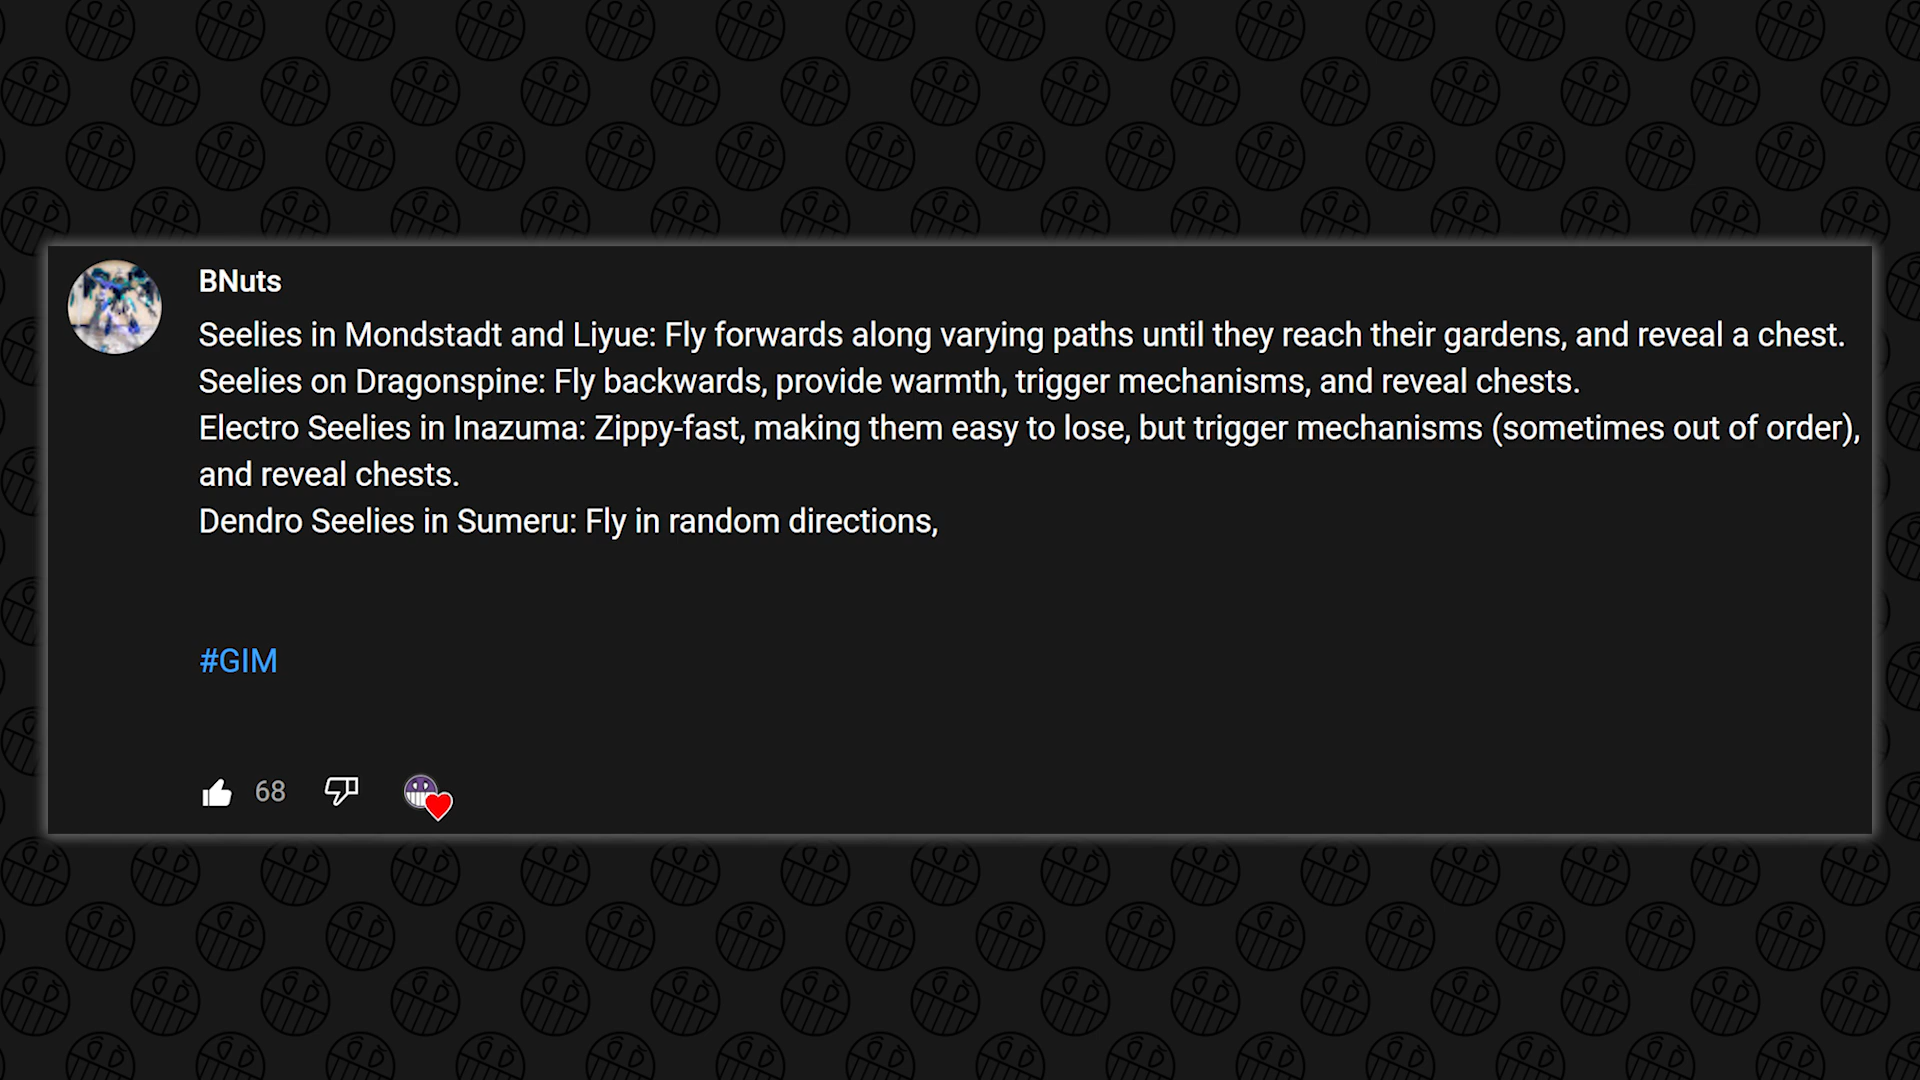 BNuts
Seelies in Mondstadt and Liyue: Fly forwards along varying paths until they reach their gardens, and reveal a chest.
Seelies on Dragonspine: Fly backwards, provide warmth, trigger mechanisms, and reveal chests.
Electro Seelies in Inazuma: Zippy-fast, making them easy to lose, but trigger mechanisms (sometimes out of order),
and reveal chests.
Dendro Seelies in Sumeru: Fly in random directions,
#GIM
68